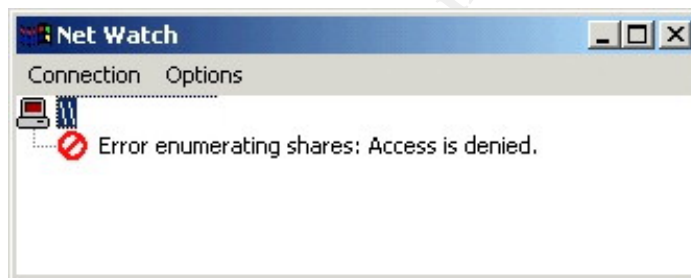 Net Watch
Connection Options
\\
Error enumerating shares: Access is denied.